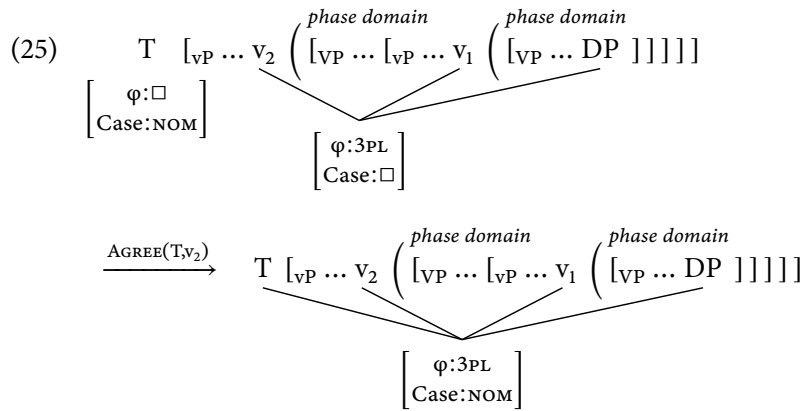 phase domain phase domain
(25) T [vP … v2 ( [VP … [vP … v1 ( [VP … DP ] ] ] ] ]
[ φ:□ Case:NOM ]
[ φ:3PL Case:□ ]
AGREE(T,v2)
phase domain phase domain
T [vP … v2 ( [VP … [vP … v1 ( [VP … DP ] ] ] ] ]
[ φ:3PL Case:NOM ]